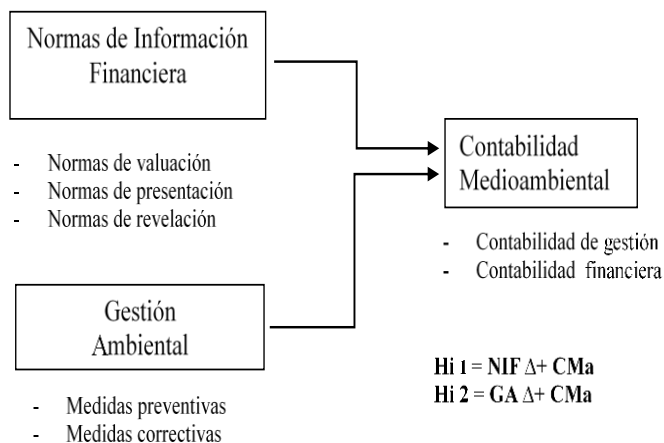 Normas de Información
Financiera
- Normas de valuación
- Normas de presentación
- Normas de revelación
Gestión
Ambiental
- Medidas preventivas
- Medidas correctivas
Contabilidad
Medioambiental
- Contabilidad de gestión
- Contabilidad financiera
Hi 1 = NIF Δ+ CMa
Hi 2 = GA Δ+ CMa